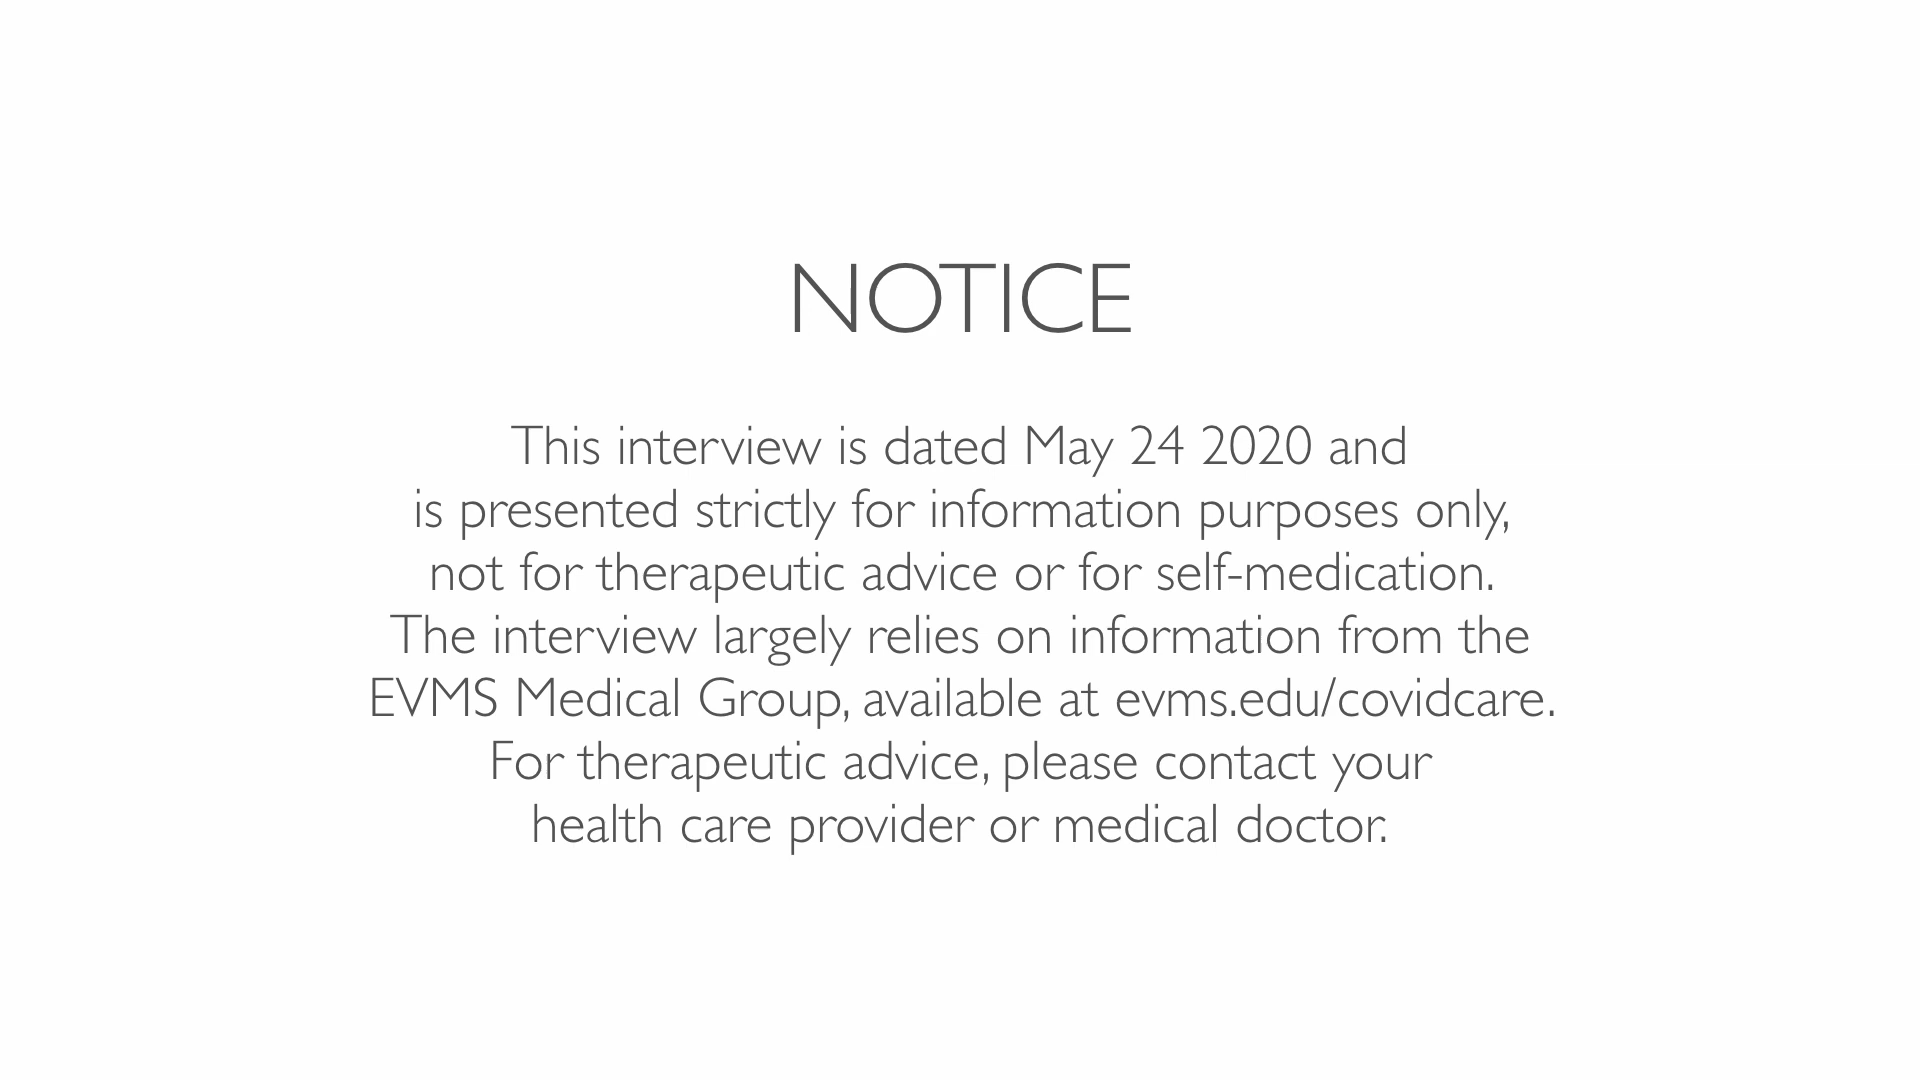 NOTICE
This interview is dated May 24 2020 and
is presented strictly for information purposes only,
not for therapeutic advice or for self-medication.
The interview largely relies on information from the
EVMS Medical Group, available at evms.edu/covidcare.
For therapeutic advice, please contact your
health care provider or medical doctor.